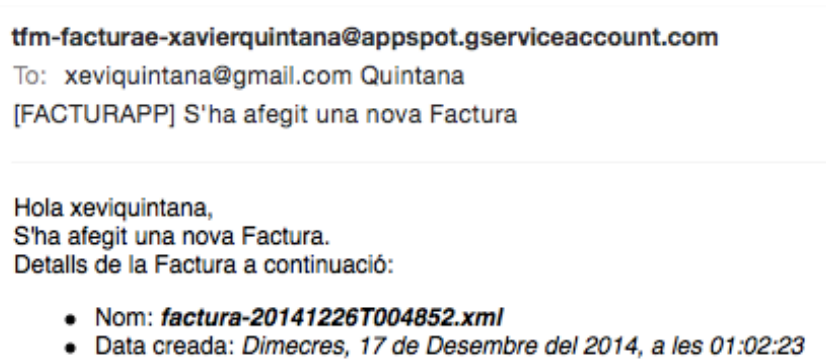 tfm-facturae-xavierquintana@appspot.gserviceaccount.com
To: xeviquintana@gmail.com Quintana
[FACTURAPP] S'ha afegit una nova Factura
Hola xeviquintana,
S'ha afegit una nova Factura.
Detalls de la Factura a continuació:
• Nom: factura-20141226T004852.xml
• Data creada: Dimecres, 17 de Desembre del 2014, a les 01:02:23